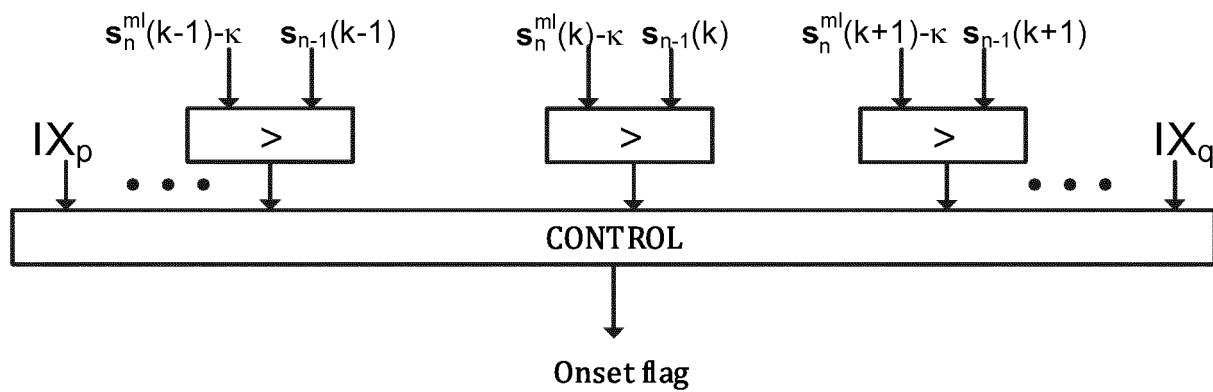 s_n^ml(k-1)-κ s_n-1(k-1) s_n^ml(k)-κ s_n-1(k) s_n^ml(k+1)-κ s_n-1(k+1)
> > >
IX_p • • • • • • IX_q
CONTROL
Onset flag